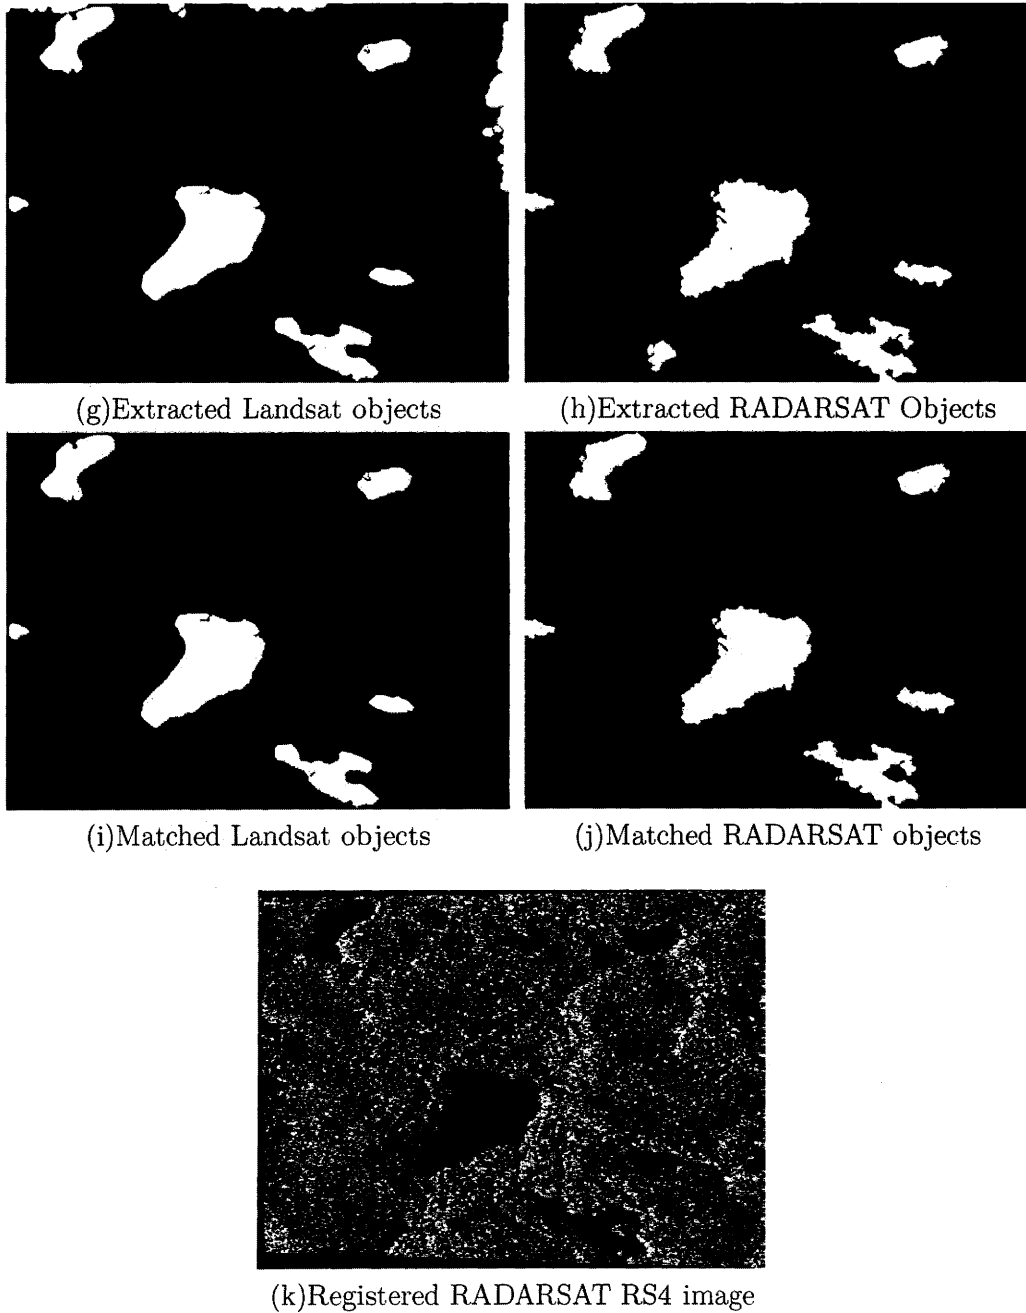 (g)Extracted Landsat objects
(h)Extracted RADARSAT Objects
(i)Matched Landsat objects
(j)Matched RADARSAT objects
(k)Registered RADARSAT RS4 image